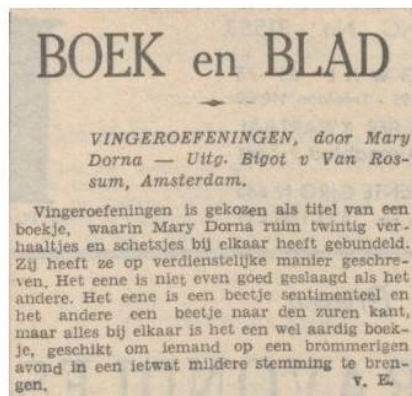 BOEK en BLAD
VINGEROEFENINGEN, door Mary
Dorna — Uitg. Bigot v Van Ros-
sum, Amsterdam.
Vingeroefeningen is gekozen als titel van een
boekje, waarin Mary Dorna ruim twintig ver-
haaltjes en schetsjes bij elkaar heeft gebundeld.
Zij heeft ze op verdienstelijke manier geschre-
ven. Het eene is niet even goed geslaagd als het
andere. Het eene is een beetje sentimenteel en
het andere een beetje naar den zuren kant,
maar alles bij elkaar is het een wel aardig boek-
je, geschikt om iemand op een brommerigen
avond in een ietwat mildere stemming te bren-
gen. v. E.